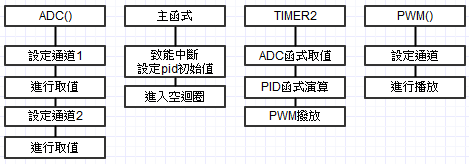 ADC()
設定通道1
進行取值
設定通道2
進行取值
主函式
致能中斷
設定pid初始值
進入空迴圈
TIMER2
ADC函式取值
PID函式演算
PWM撥放
PWM()
設定通道
進行播放